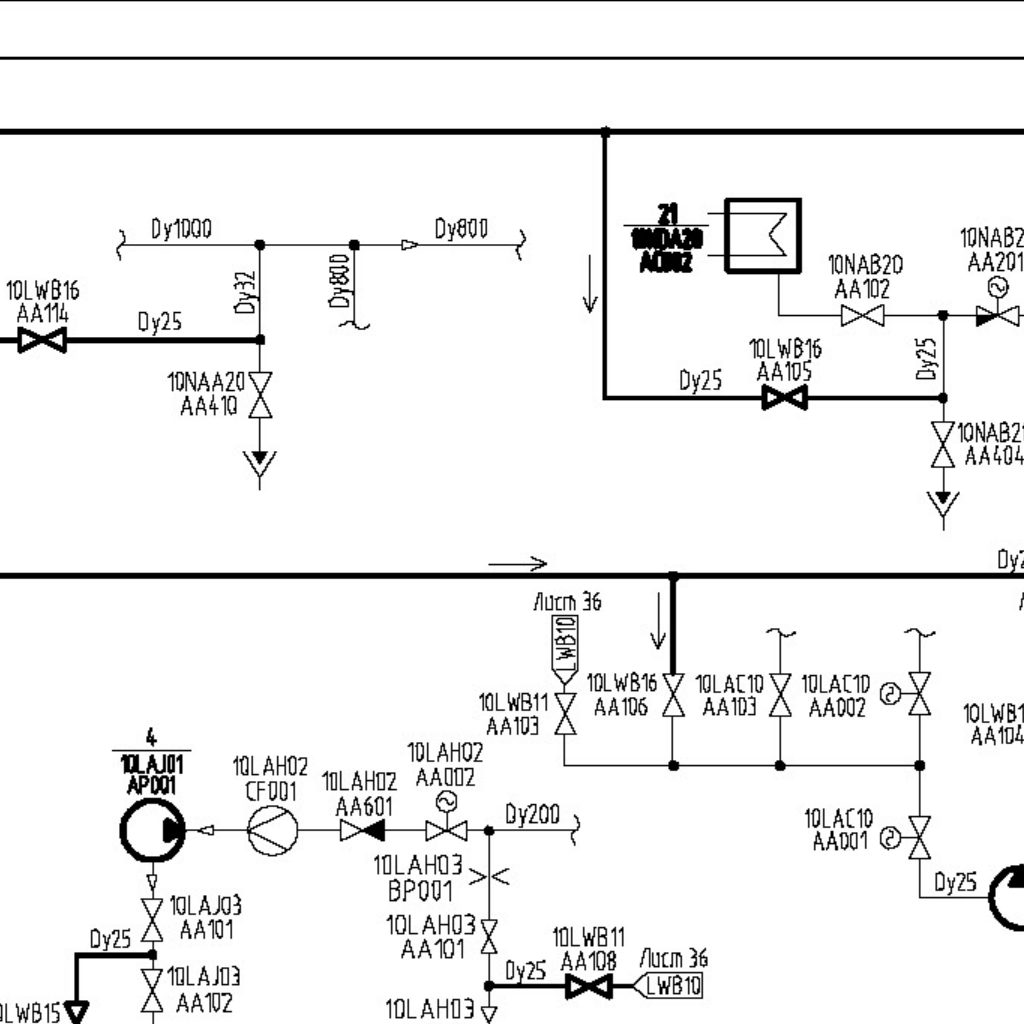 Dy1000
Dy800
Dy32
Dy800
10LWB16
AA114
Dy25
10NAA20
AA410
21
10NDA20
AC002
10NAB20
AA102
10NAB2
AA201
Dy25
10LWB16
AA105
Dy25
10NAB21
AA404
Dy2
Лист 36
LWB10
10LWB11
AA103
10LWB16
AA106
10LAC10
AA103
10LAC10
AA002
10LWB1
AA104
4
10LAJ01
AP001
10LAH02
CF001
10LAH02
AA601
10LAH02
AA002
Dy200
10LAC10
AA001
Dy25
10LAH03
BP001
10LAJ03
AA101
10LAH03
AA101
Dy25
10LWB11
AA108
Лист 36
LWB10
Dy25
10LAJ03
AA102
0LWB15
10LAH03